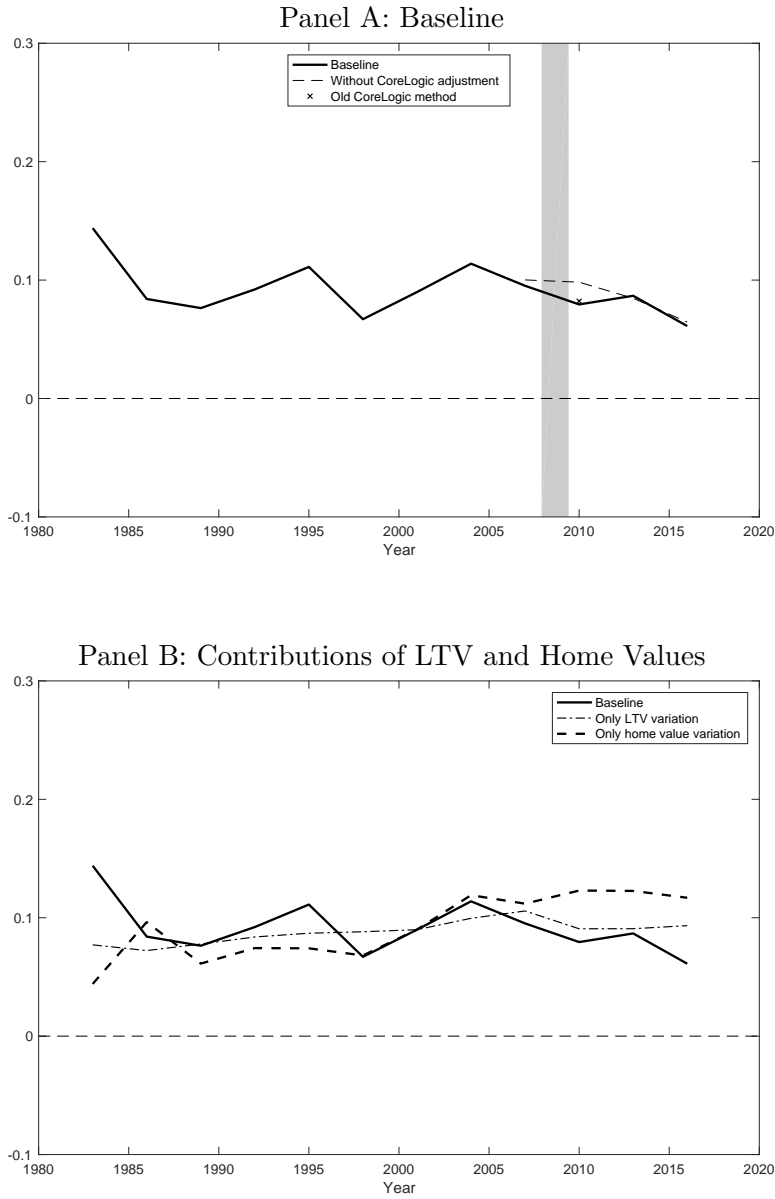 Panel A: Baseline
0.3
Baseline
Without CoreLogic adjustment
Old CoreLogic method
0.2
0.1
0
-0.1
1980 1985 1990 1995 2000 2005 2010 2015 2020
Year
Panel B: Contributions of LTV and Home Values
0.3
Baseline
Only LTV variation
Only home value variation
0.2
0.1
0
-0.1
1980 1985 1990 1995 2000 2005 2010 2015 2020
Year